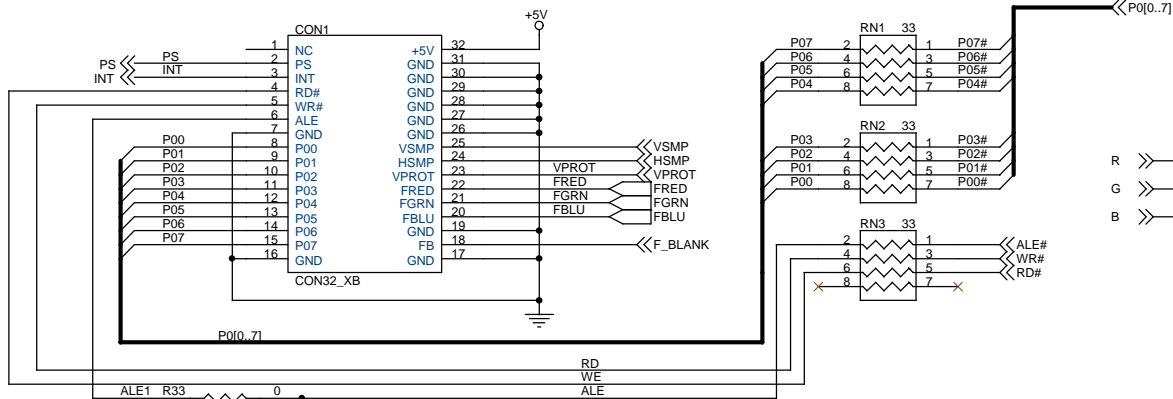 P0[0..7]
+5V
CON1
RN1 33
1 NC +5V 32
PS PS 2 PS GND 31
INT INT 3 INT GND 30
4 RD# GND 29
5 WR# GND 28
6 ALE GND 27
7 GND GND 26
P00 8 P00 VSMP 25 VSMP
P01 9 P01 HSMP 24 HSMP
P02 10 P02 VPROT 23 VPROT VPROT
P03 11 P03 FRED 22 FRED FRED
P04 12 P04 FGRN 21 FGRN FGRN
P05 13 P05 FBLU 20 FBLU FBLU
P06 14 P06 GND 19
P07 15 P07 FB 18 F_BLANK
16 GND GND 17
CON32_XB
P07 2 1 P07#
P06 4 3 P06#
P05 6 5 P05#
P04 8 7 P04#
RN2 33
P03 2 1 P03#
P02 4 3 P02#
P01 6 5 P01#
P00 8 7 P00#
R
G
B
RN3 33
2 1 ALE#
4 3 WR#
6 5 RD#
8 7
P0[0..7]
RD
WE
ALE1 R33 0 ALE